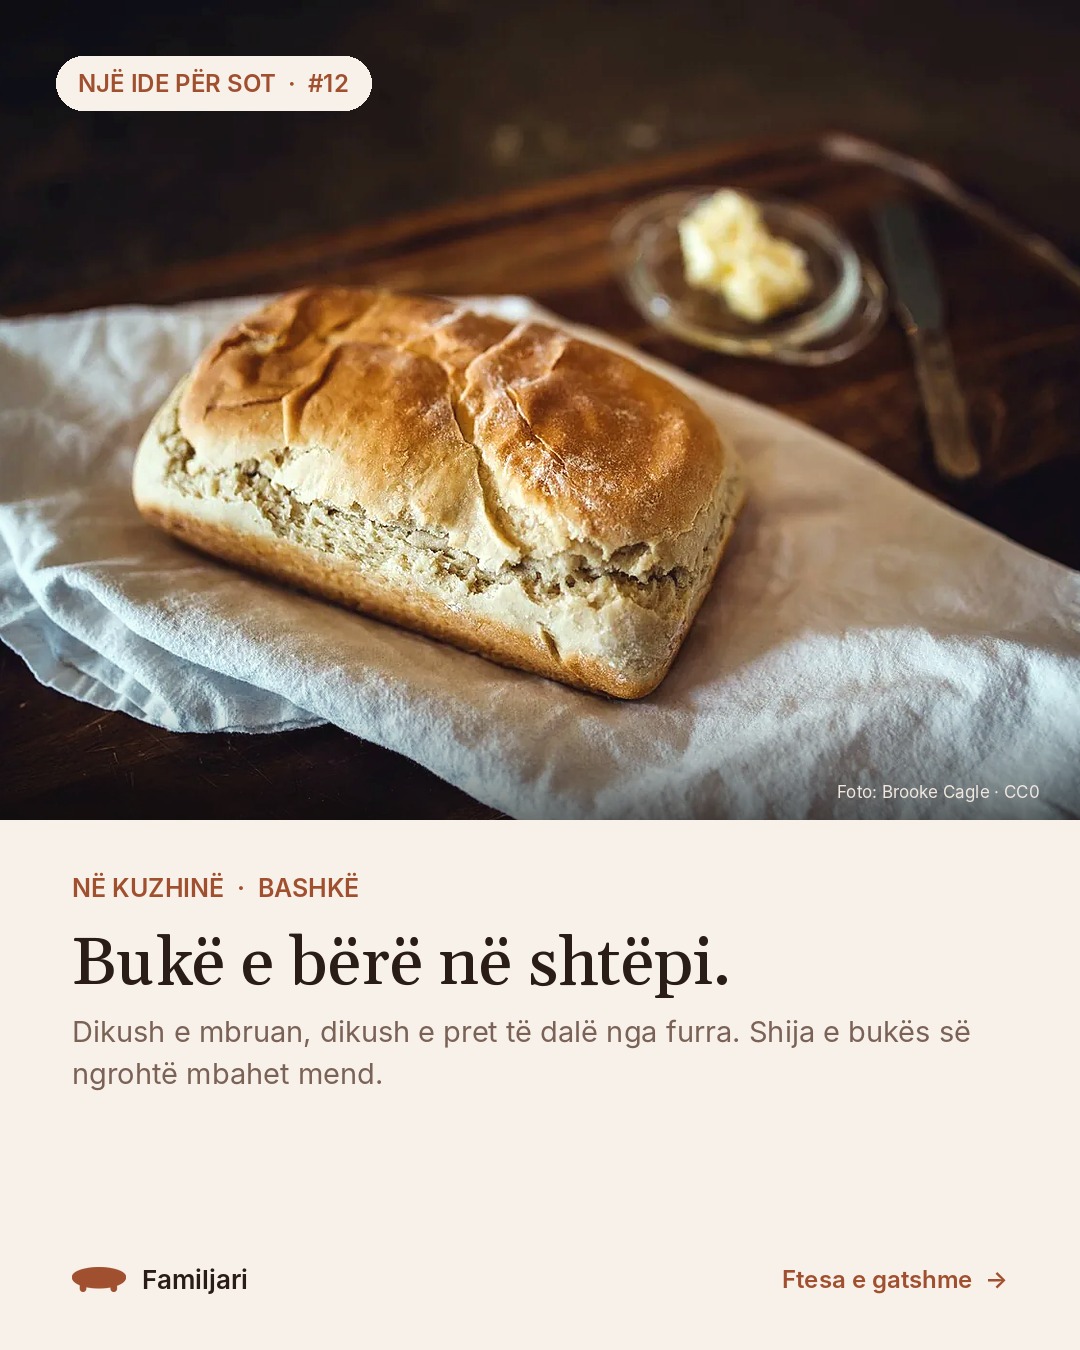 NJË IDE PËR SOT · #12
Foto: Brooke Cagle · CC0
NË KUZHINË · BASHKË
Bukë e bërë në shtëpi.
Dikush e mbruan, dikush e pret të dalë nga furra. Shija e bukës së
ngrohtë mbahet mend.
Familjari
Ftesa e gatshme →